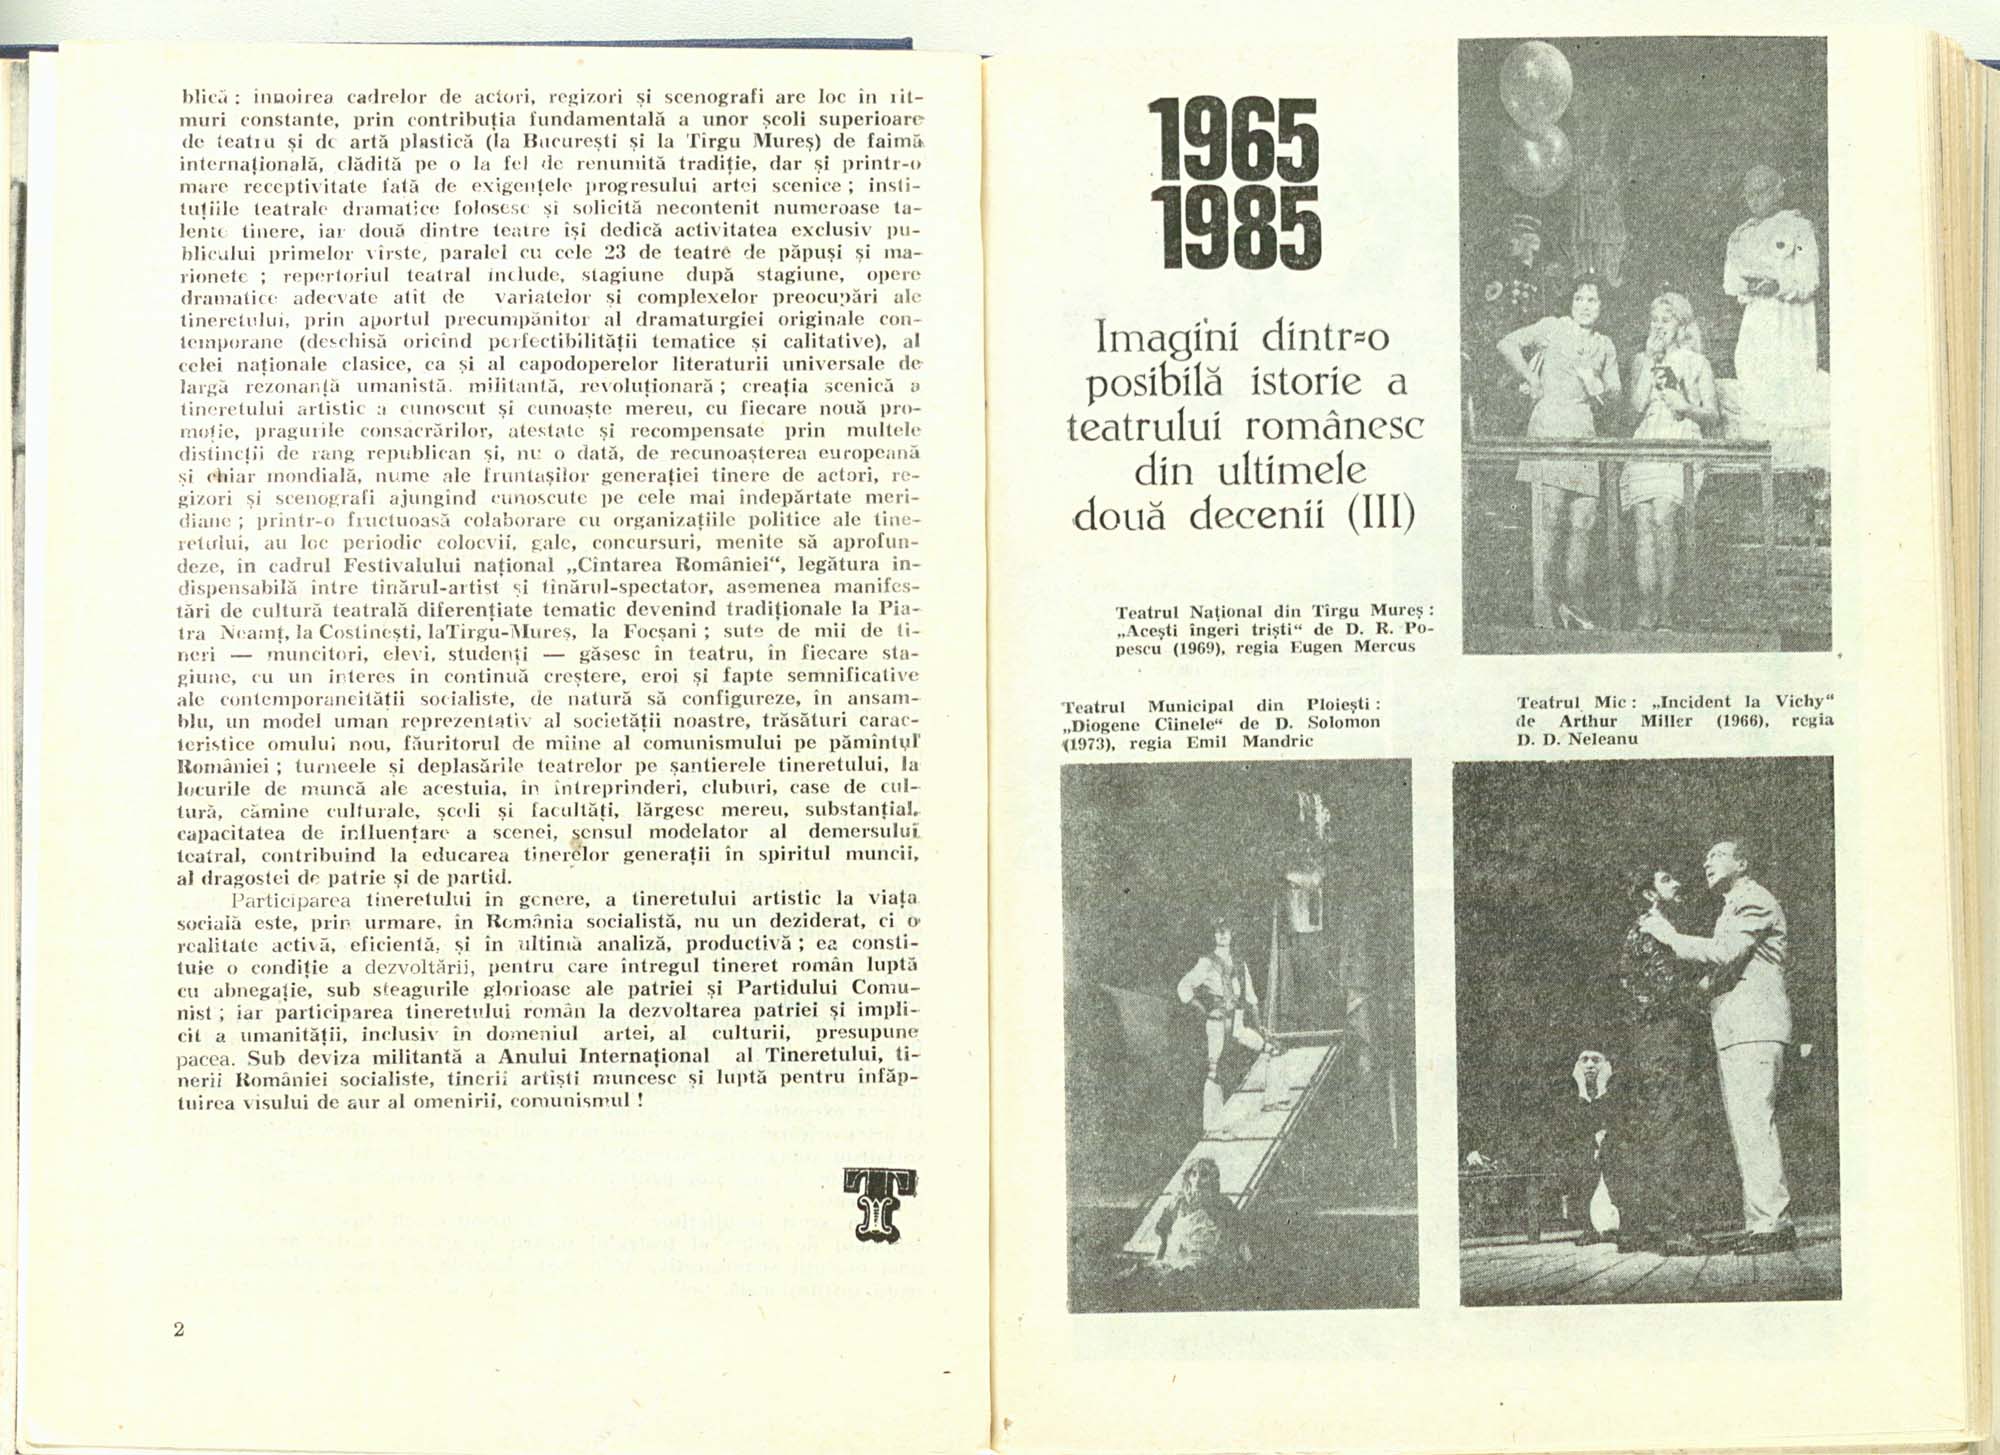 blică : innoirea cadrelor de actori, regizori și scenografi are loc în rit-
muri constante, prin contribuția fundamentală a unor școli superioare
de teatru și de artă plastică (la București și la Tîrgu Mureș) de faimă
internațională, clădită pe o la fel de renumită tradiție, dar și printr-o
mare receptivitate fată de exigențele progresului artei scenice ; insti-
tuțiile teatrale dramatice folosesc și solicită necontenit numeroase ta-
lente tinere, iar două dintre teatre își dedică activitatea exclusiv pu-
blicului primelor vîrste, paralel cu cele 23 de teatre de păpuși și ma-
rionete ; repertoriul teatral include, stagiune după stagiune, opere
dramatice adecvate atit de variatelor și complexelor preocupări ale
tineretului, prin aportul precumpănitor al dramaturgiei originale con-
temporane (deschisă oricind perfectibilității tematice și calitative), al
celei naționale clasice, ca și al capodoperelor literaturii universale de
largă rezonanță umanistă, militantă, revoluționară ; creația scenică a
tineretului artistic a cunoscut și cunoaște mereu, cu fiecare nouă pro-
moție, pragurile consacrărilor, atestate și recompensate prin multele
distincții de rang republican și, nu o dată, de recunoașterea europeană
și chiar mondială, nume ale fruntașilor generației tinere de actori, re-
gizori și scenografi ajungind cunoscute pe cele mai îndepărtate meri-
diane ; printr-o fructuoasă colaborare cu organizațiile politice ale tine-
retului, au loc periodic colocvii, gale, concursuri, menite să aprofun-
deze, în cadrul Festivalului național „Cîntarea României“, legătura in-
dispensabilă între tînărul-artist și tînărul-spectator, asemenea manifes-
tări de cultură teatrală diferențiate tematic devenind tradiționale la Pia-
tra Neamț, la Costinești, laTîrgu-Mureș, la Focșani ; sute de mii de ti-
neri — muncitori, elevi, studenți — găsesc în teatru, în fiecare sta-
giune, cu un interes în continuă creștere, eroi și fapte semnificative
ale contemporaneității socialiste, de natură să configureze, în ansam-
blu, un model uman reprezentativ al societății noastre, trăsături carac-
teristice omului nou, făuritorul de mîine al comunismului pe pămîntul
României ; turneele și deplasările teatrelor pe șantierele tineretului, la
locurile de muncă ale acestuia, în întreprinderi, cluburi, case de cul-
tură, cămine culturale, școli și facultăți, lărgesc mereu, substanțial,
capacitatea de influențare a scenei, sensul modelator al demersului
teatral, contribuind la educarea tinerelor generații în spiritul muncii,
al dragostei de patrie și de partid.
Participarea tineretului în genere, a tineretului artistic la viața
socială este, prin urmare, în România socialistă, nu un deziderat, ci o
realitate activă, eficientă, și în ultimă analiză, productivă ; ea consti-
tuie o condiție a dezvoltării, pentru care întregul tineret român luptă
cu abnegație, sub steagurile glorioase ale patriei și Partidului Comu-
nist ; iar participarea tineretului român la dezvoltarea patriei și impli-
cit a umanității, inclusiv în domeniul artei, al culturii, presupune
pacea. Sub deviza militantă a Anului Internațional al Tineretului, ti-
nerii României socialiste, tinerii artiști muncesc și luptă pentru înfăp-
tuirea visului de aur al omenirii, comunismul !
T
2
1965
1985
Imagini dintr-o
posibilă istorie a
teatrului românesc
din ultimele
două decenii (III)
Teatrul Național din Tîrgu Mureș :
„Acești îngeri triști“ de D. R. Po-
pescu (1969), regia Eugen Mercus
Teatrul Municipal din Ploiești :
„Diogene Cîinele“ de D. Solomon
(1973), regia Emil Mandric
Teatrul Mic : „Incident la Vichy“
de Arthur Miller (1966), regia
D. D. Neleanu